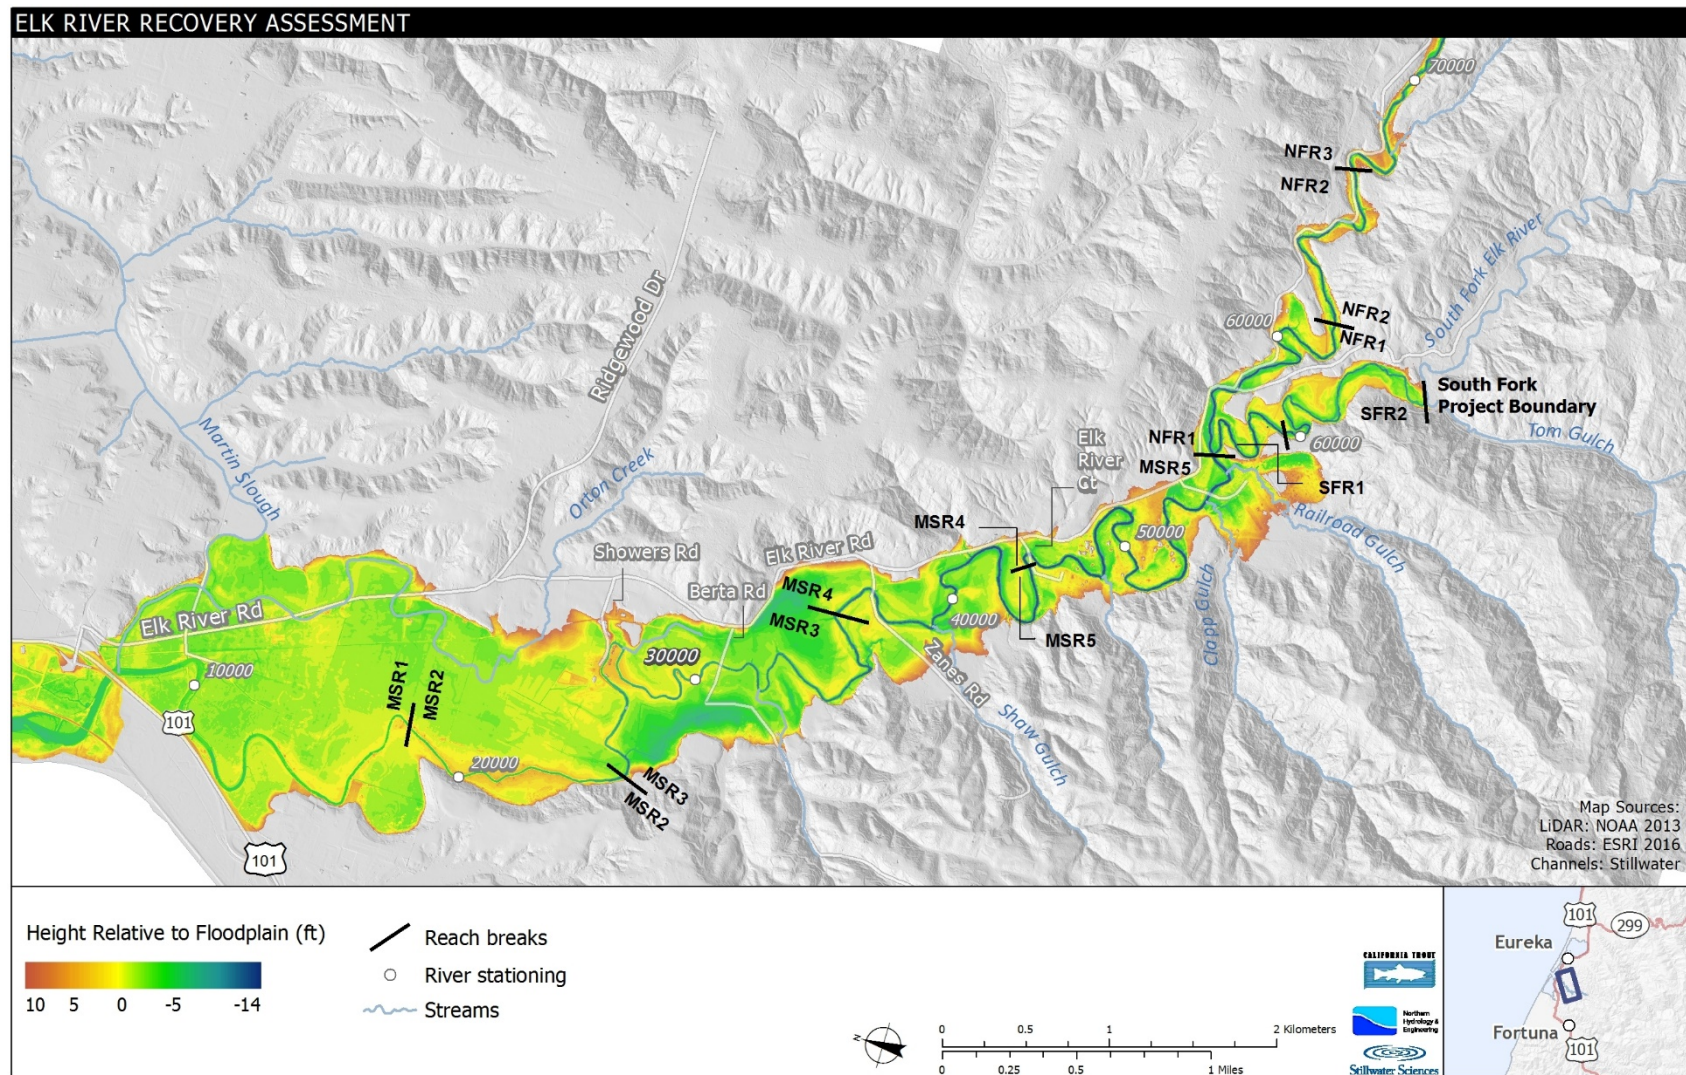 ELK RIVER RECOVERY ASSESSMENT
70000
NFR3
NFR2
South Fork Elk River
Ridgewood Dr
60000
NFR2
NFR1
South Fork
Project Boundary
SFR2
Martin Slough
Orton Creek
Elk
River
Ct
NFR1
MSR5
60000
Tom Gulch
SFR1
MSR4
Railroad Gulch
50000
Showers Rd
Elk River Rd
Berta Rd
MSR4
MSR3
Elk River Rd
40000
MSR5
Clapp Gulch
Zanes Rd
30000
10000
MSR1
MSR2
101
Shaw Gulch
20000
MSR3
MSR2
101
Map Sources:
LiDAR: NOAA 2013
Roads: ESRI 2016
Channels: Stillwater
Height Relative to Floodplain (ft)
10 5 0 -5 -14
Reach breaks
River stationing
Streams
N
0 0.5 1 2 Kilometers
0 0.25 0.5 1 Miles
CALIFORNIA TROUT
Northern
Hydrology &
Engineering
Stillwater Sciences
101
299
Eureka
Fortuna
101